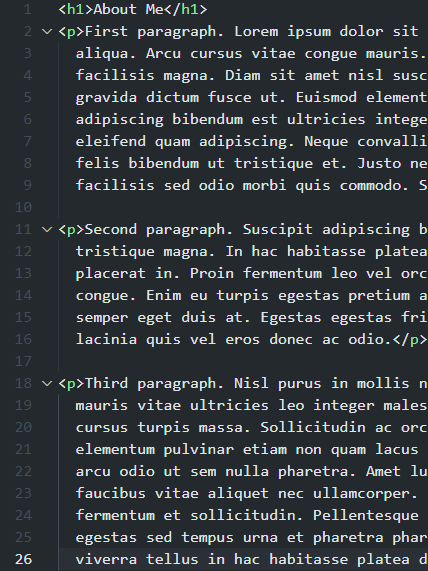 1 <h1>About Me</h1>
2 <p>First paragraph. Lorem ipsum dolor sit
3 aliqua. Arcu cursus vitae congue mauris.
4 facilisis magna. Diam sit amet nisl susc
5 gravida dictum fusce ut. Euismod element
6 adipiscing bibendum est ultricies intege
7 eleifend quam adipiscing. Neque convalli
8 felis bibendum ut tristique et. Justo ne
9 facilisis sed odio morbi quis commodo. S
10
11 <p>Second paragraph. Suscipit adipiscing b
12 tristique magna. In hac habitasse platea
13 placerat in. Proin fermentum leo vel orc
14 congue. Enim eu turpis egestas pretium a
15 semper eget duis at. Egestas egestas fri
16 lacinia quis vel eros donec ac odio.</p>
17
18 <p>Third paragraph. Nisl purus in mollis n
19 mauris vitae ultricies leo integer males
20 cursus turpis massa. Sollicitudin ac orc
21 elementum pulvinar etiam non quam lacus
22 arcu odio ut sem nulla pharetra. Amet lu
23 faucibus vitae aliquet nec ullamcorper.
24 fermentum et sollicitudin. Pellentesque
25 egestas sed tempus urna et pharetra phar
26 viverra tellus in hac habitasse platea d